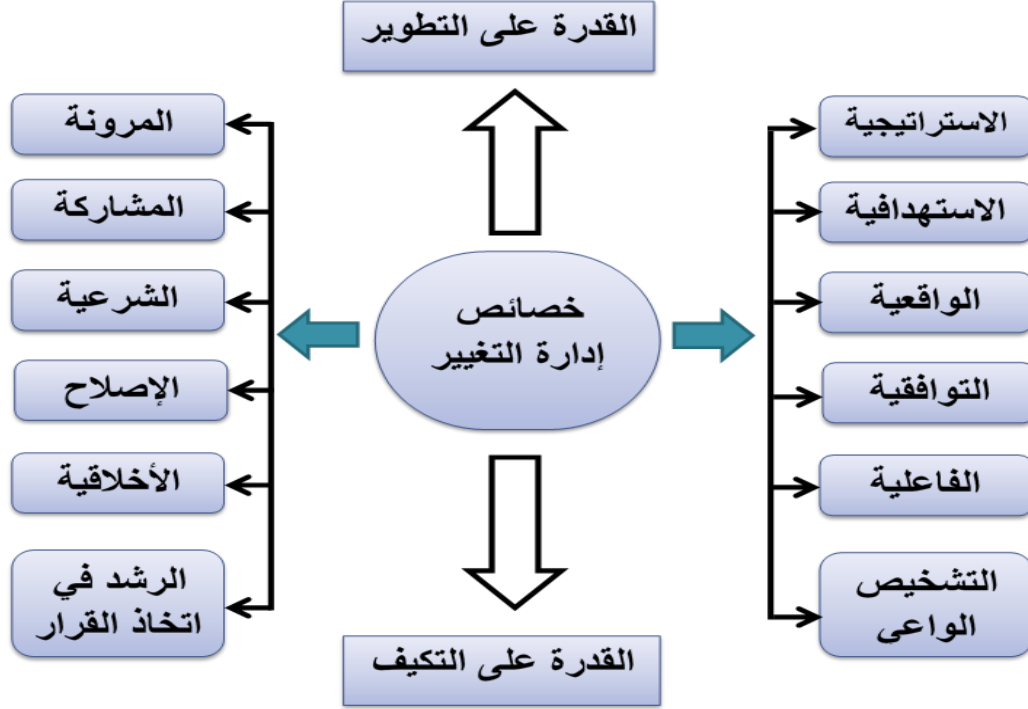 القدرة على التطوير
الاستراتيجية
الاستهدافية
الواقعية
التوافقية
الفاعلية
التشخيص
الواعى
خصائص
إدارة التغيير
المرونة
المشاركة
الشرعية
الإصلاح
الأخلاقية
الرشد في
اتخاذ القرار
القدرة على التكيف